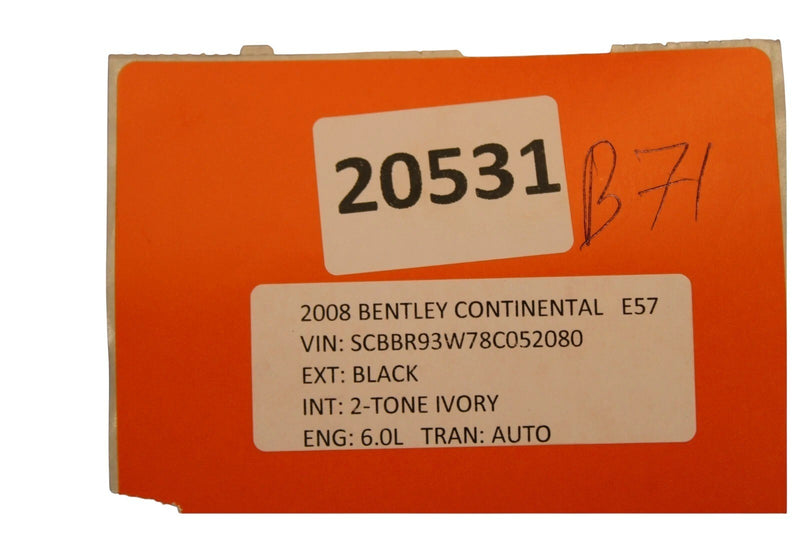 20531
B71
2008 BENTLEY CONTINENTAL E57
VIN: SCBBR93W78C052080
EXT: BLACK
INT: 2-TONE IVORY
ENG: 6.0L TRAN: AUTO